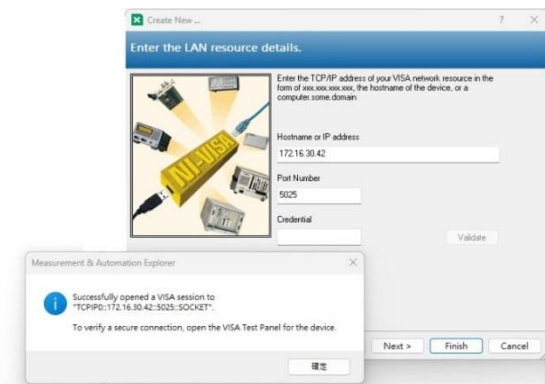 Create New ...
Enter the LAN resource details.
Enter the TCP/IP address of your VISA network resource in the
form of xxx.xxx.xxx.xxx, the hostname of the device, or a
computer.some.domain
NI-VISA
Hostname or IP address
172.16.30.42
Port Number
5025
Credential
Validate
Measurement & Automation Explorer
Successfully opened a VISA session to
"TCPIP0::172.16.30.42::5025::SOCKET".
To verify a secure connection, open the VISA Test Panel for the device.
確定
Next >
Finish
Cancel